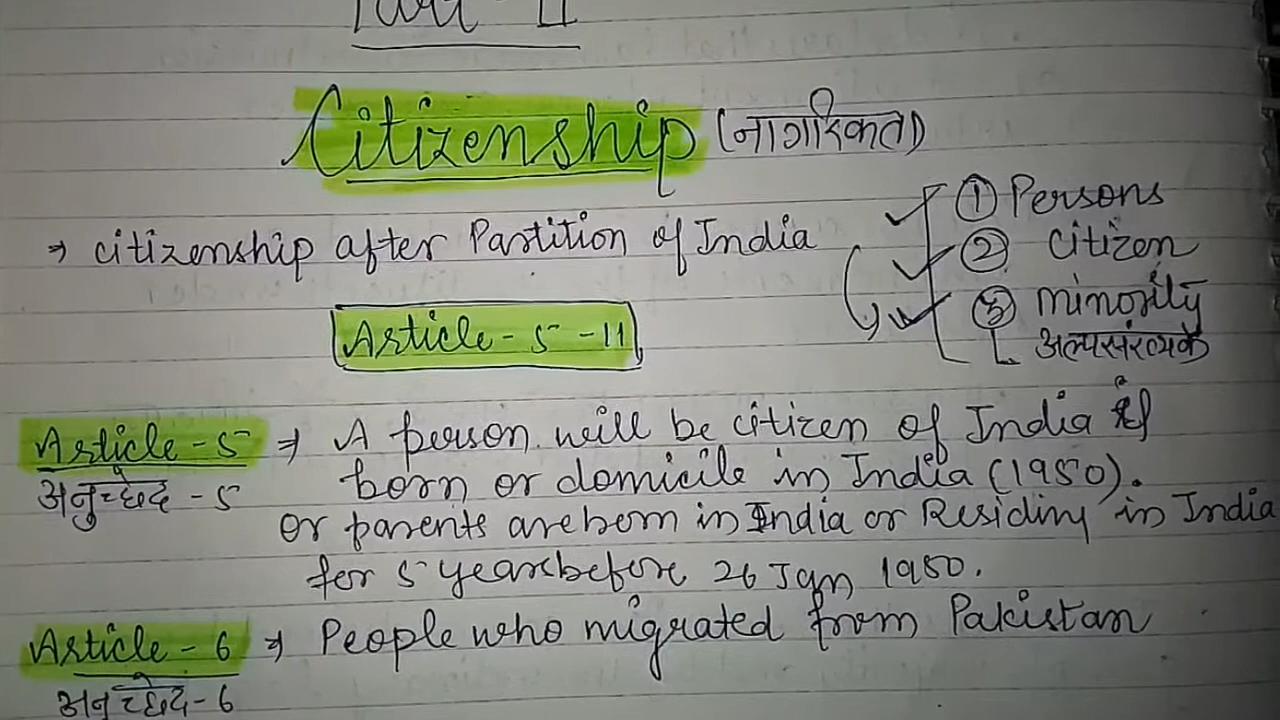 Part - II
Citizenship (नागरिकता)
→ citizenship after Partition of India
① Persons
② citizen
③ minority
अल्पसंख्यक
Article - 5 - 11
Article - 5 ⇒ A person will be citizen of India if
अनुच्छेद - 5 born or domiciled in India (1950).
or parents are born in India or Residing in India
for 5 years before 26 Jan 1950.
Article - 6 ⇒ People who migrated from Pakistan
अनुच्छेद - 6